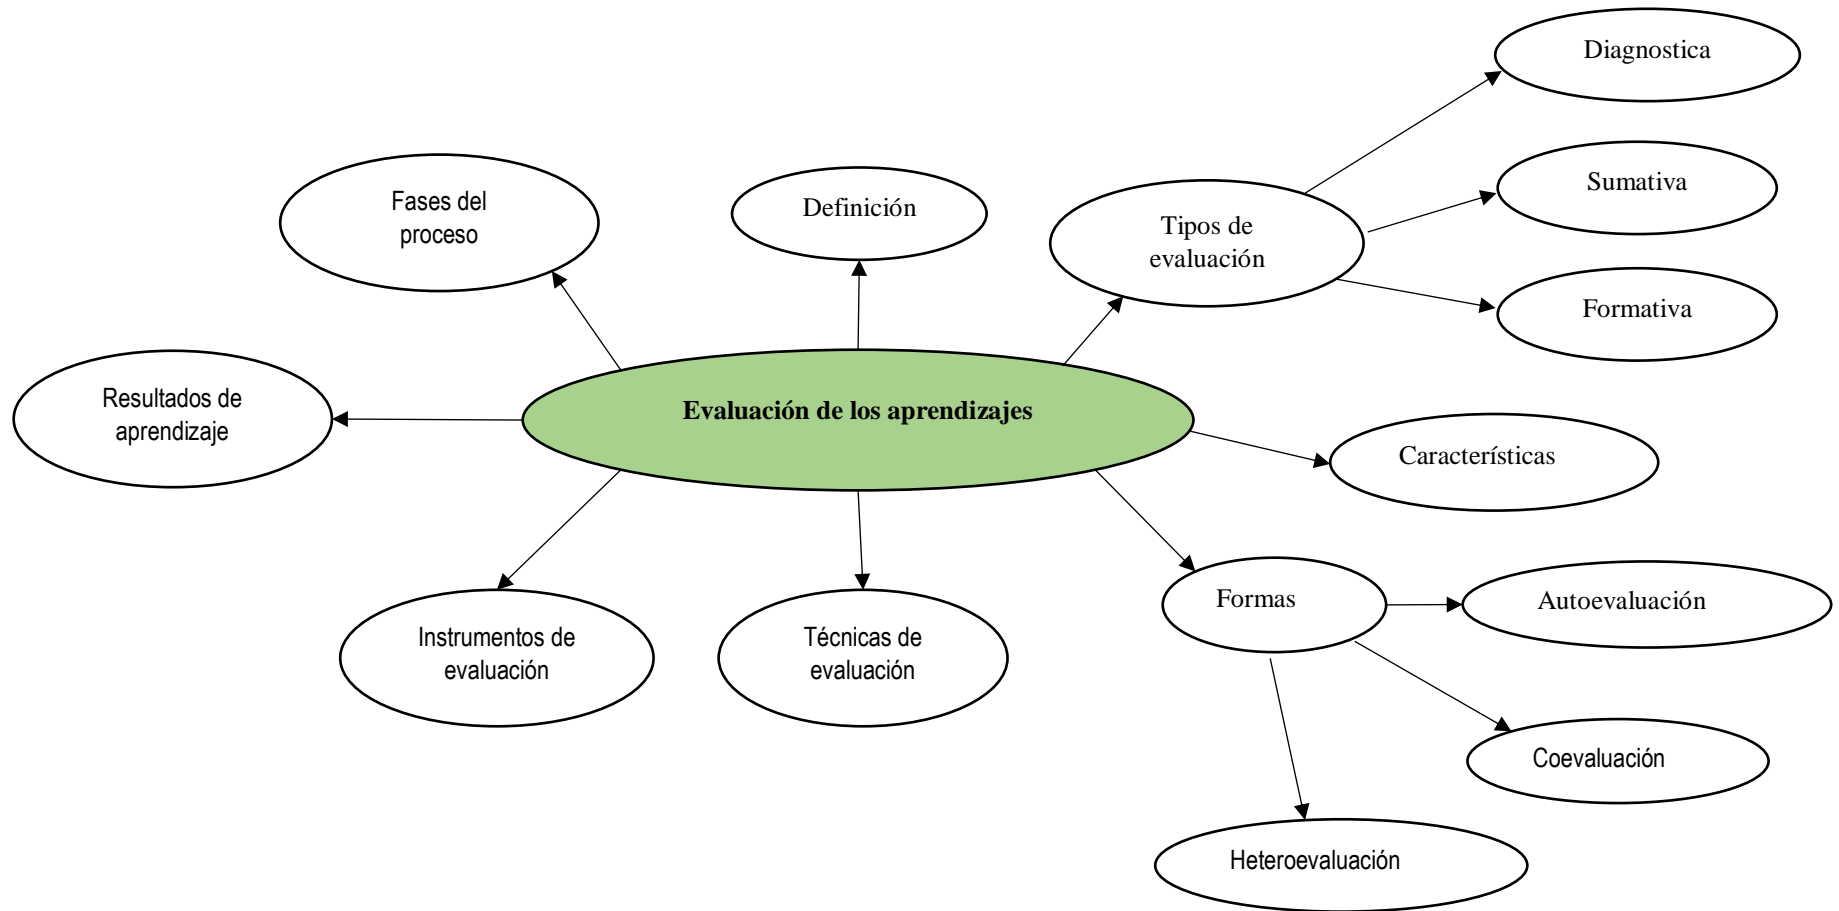 Diagnostica
Sumativa
Formativa
Tipos de
evaluación
Definición
Fases del
proceso
Resultados de
aprendizaje
Evaluación de los aprendizajes
Características
Formas
Autoevaluación
Coevaluación
Heteroevaluación
Instrumentos de
evaluación
Técnicas de
evaluación